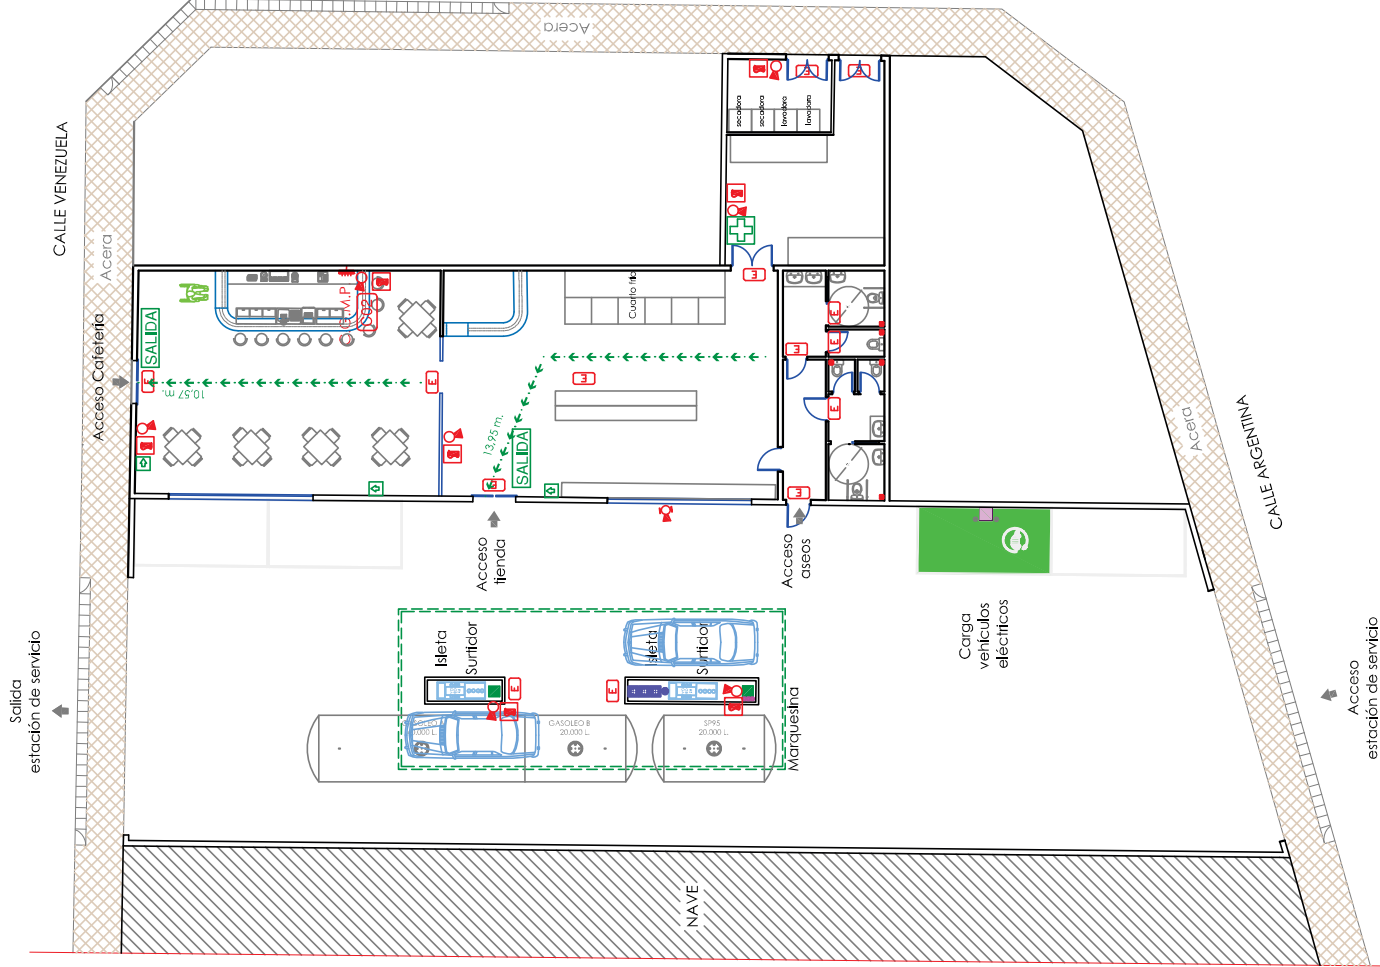 Acera
CALLE VENEZUELA
Acera
Acceso Cafetería
SALIDA
10,57 m.
secadora
secadora
lavadora
lavadora
Cuarto frío
13,95 m.
SALIDA
Acceso
tienda
Acceso
aseos
Acera
CALLE ARGENTINA
Carga
vehículos
eléctricos
Isleta
Surtidor
Isleta
Surtidor
GASOLEO B
20.000 L.
SP95
20.000 L.
Marquesina
Salida
estación de servicio
Acceso
estación de servicio
NAVE